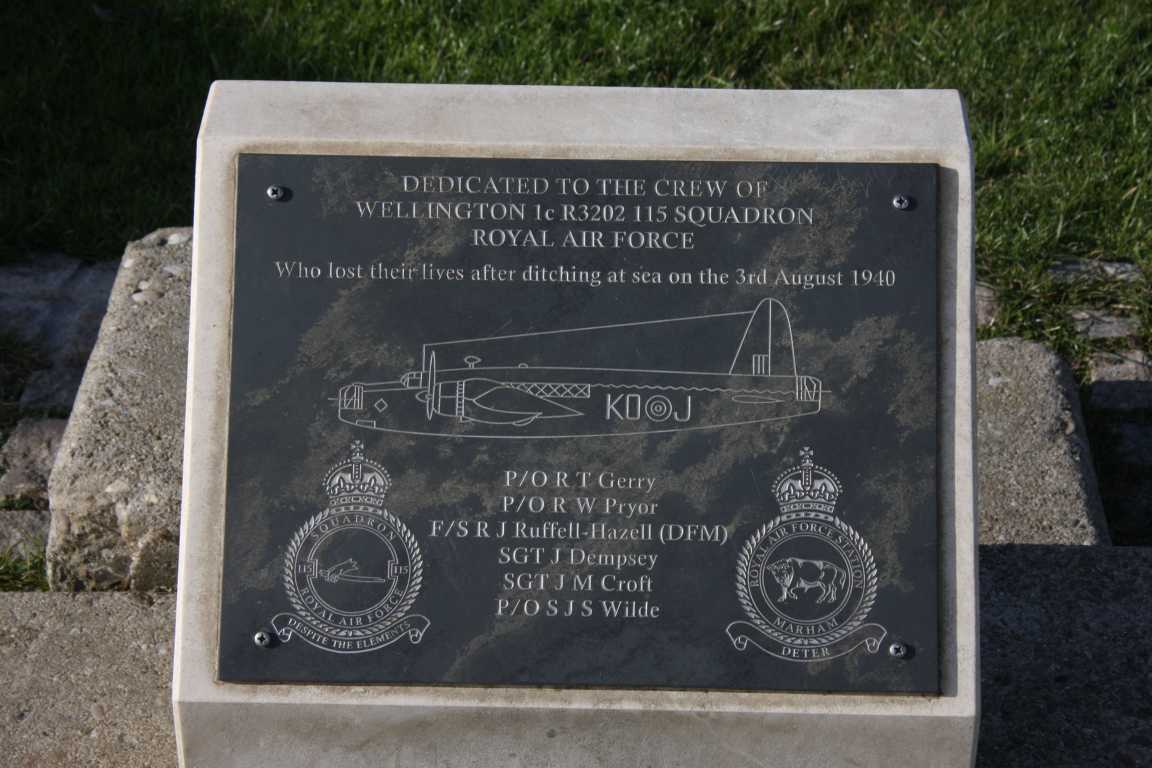 DEDICATED TO THE CREW OF
WELLINGTON 1c R3202 115 SQUADRON
ROYAL AIR FORCE
Who lost their lives after ditching at sea on the 3rd August 1940
KO J
P/O R T Gerry
P/O R W Pryor
F/S R J Ruffell-Hazell (DFM)
SGT J Dempsey
SGT J M Croft
P/O S J S Wilde
SQUADRON
115 115
ROYAL AIR FORCE
DESPITE THE ELEMENTS
ROYAL AIR FORCE STATION
MARHAM
DETER